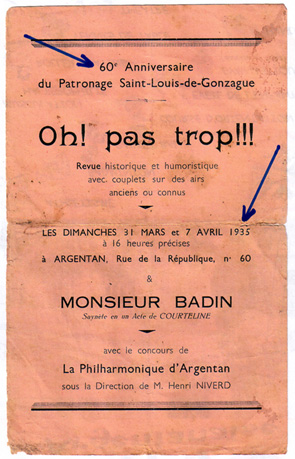 60e Anniversaire
du Patronage Saint-Louis-de-Gonzague
Oh! pas trop!!!
Revue historique et humoristique
avec couplets sur des airs
anciens ou connus
LES DIMANCHES 31 MARS et 7 AVRIL 1935
à 16 heures précises
à ARGENTAN, Rue de la République, n° 60
&
MONSIEUR BADIN
Saynète en un Acte de COURTELINE
avec le concours de
La Philharmonique d'Argentan
sous la Direction de M. Henri NIVERD